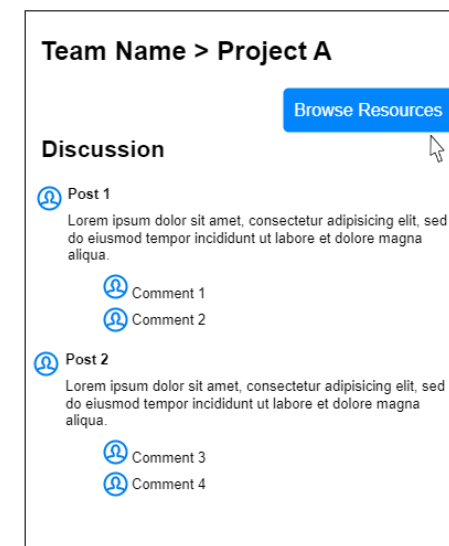 Team Name > Project A
Browse Resources
Discussion
Post 1
Lorem ipsum dolor sit amet, consectetur adipisicing elit, sed
do eiusmod tempor incididunt ut labore et dolore magna
aliqua.
Comment 1
Comment 2
Post 2
Lorem ipsum dolor sit amet, consectetur adipisicing elit, sed
do eiusmod tempor incididunt ut labore et dolore magna
aliqua.
Comment 3
Comment 4